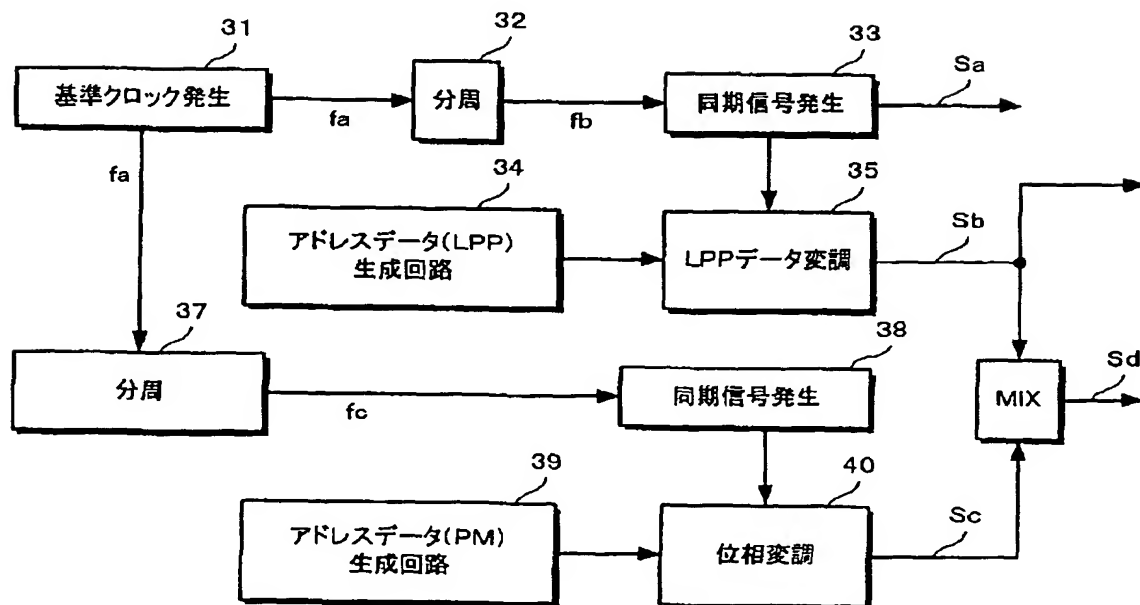 31
基準クロック発生
fa
32
分周
fb
33
同期信号発生
Sa
fa
34
アドレスデータ(LPP)
生成回路
35
LPPデータ変調
Sb
37
分周
fc
38
同期信号発生
MIX
Sd
39
アドレスデータ(PM)
生成回路
40
位相変調
Sc